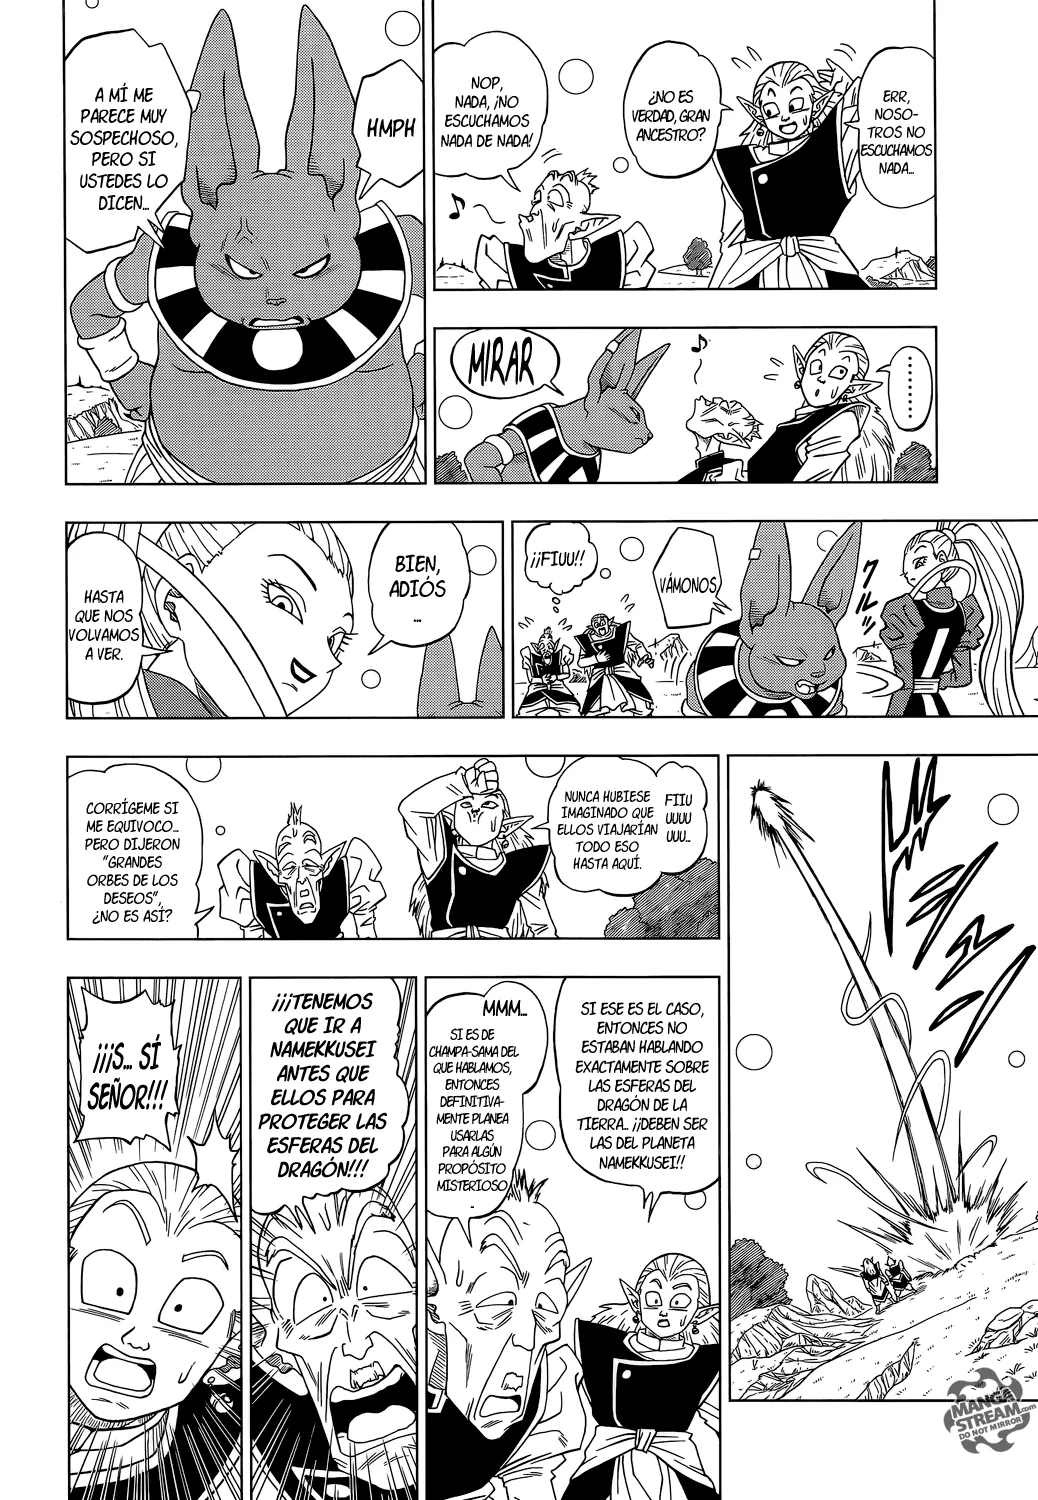 ERR,
NOSO-
TROS NO
ESCUCHAMOS
NADA...
¿NO ES
VERDAD, GRAN
ANCESTRO?
NOP,
NADA, ¡NO
ESCUCHAMOS
NADA DE NADA!
HMPH
A MÍ ME
PARECE MUY
SOSPECHOSO,
PERO SI
USTEDES LO
DICEN...
.......
MIRAR
VÁMONOS.
¡¡FIUU!!
クルッ
BIEN,
ADIÓS
...
HASTA
QUE NOS
VOLVAMOS
A VER.
FIIU
UUUU
UUU...
NUNCA HUBIESE
IMAGINADO QUE
ELLOS VIAJARÍAN
TODO ESO
HASTA AQUÍ.
CORRÍGEME SI
ME EQUIVOCO...
PERO DIJERON
"GRANDES
ORBES DE LOS
DESEOS",
¿NO ES ASÍ?
SI ESE ES EL CASO,
ENTONCES NO
ESTABAN HABLANDO
EXACTAMENTE SOBRE
LAS ESFERAS DEL
DRAGÓN DE LA
TIERRA.. ¡¡DEBEN SER
LAS DEL PLANETA
NAMEKKUSEI!!
MMM...
SI ES DE
CHAMPA-SAMA DEL
QUE HABLAMOS,
ENTONCES
DEFINITIVA-
MENTE PLANEA
USARLAS
PARA ALGÚN
PROPÓSITO
MISTERIOSO
.
¡¡¡TENEMOS
QUE IR A
NAMEKKUSEI
ANTES QUE
ELLOS PARA
PROTEGER LAS
ESFERAS DEL
DRAGÓN!!!
¡¡¡S... SÍ
SEÑOR!!!
MANGA
STREAM.com
DO NOT MIRROR